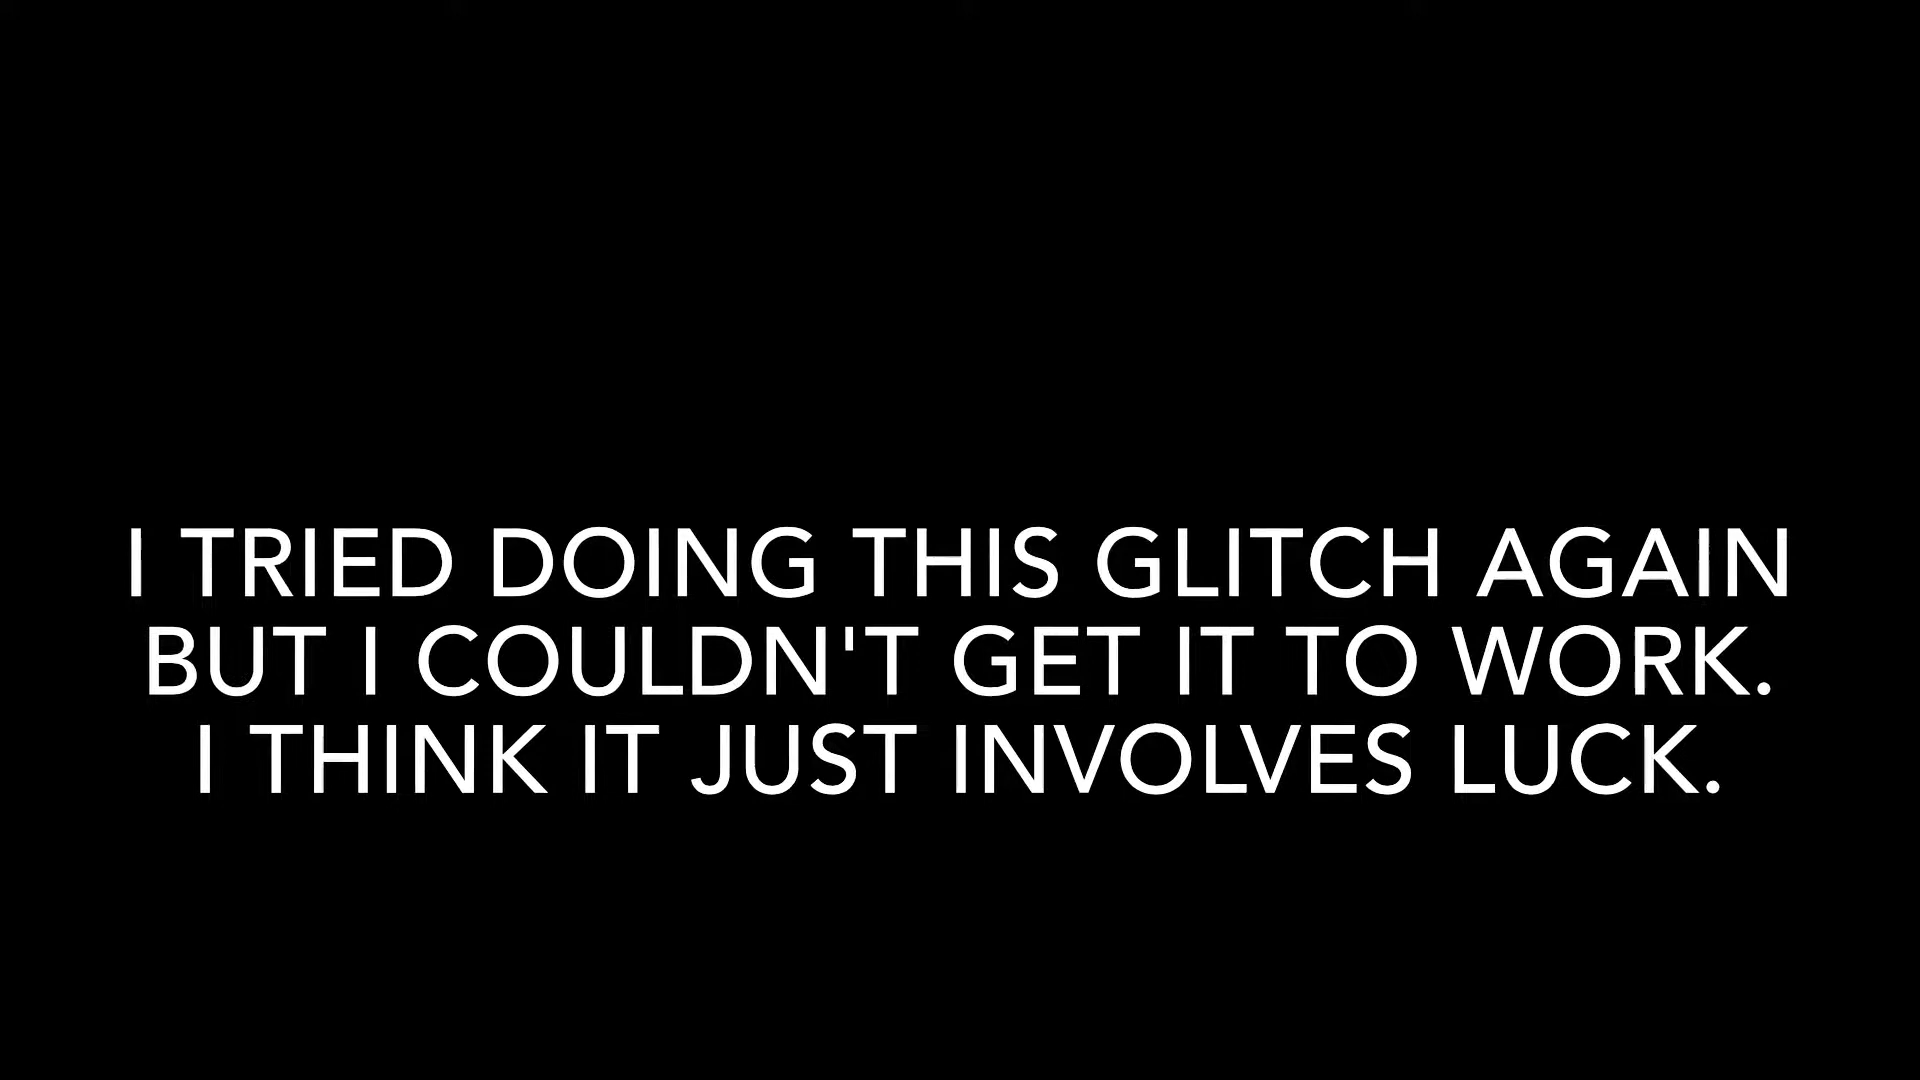 I TRIED DOING THIS GLITCH AGAIN
BUT I COULDN'T GET IT TO WORK.
I THINK IT JUST INVOLVES LUCK.